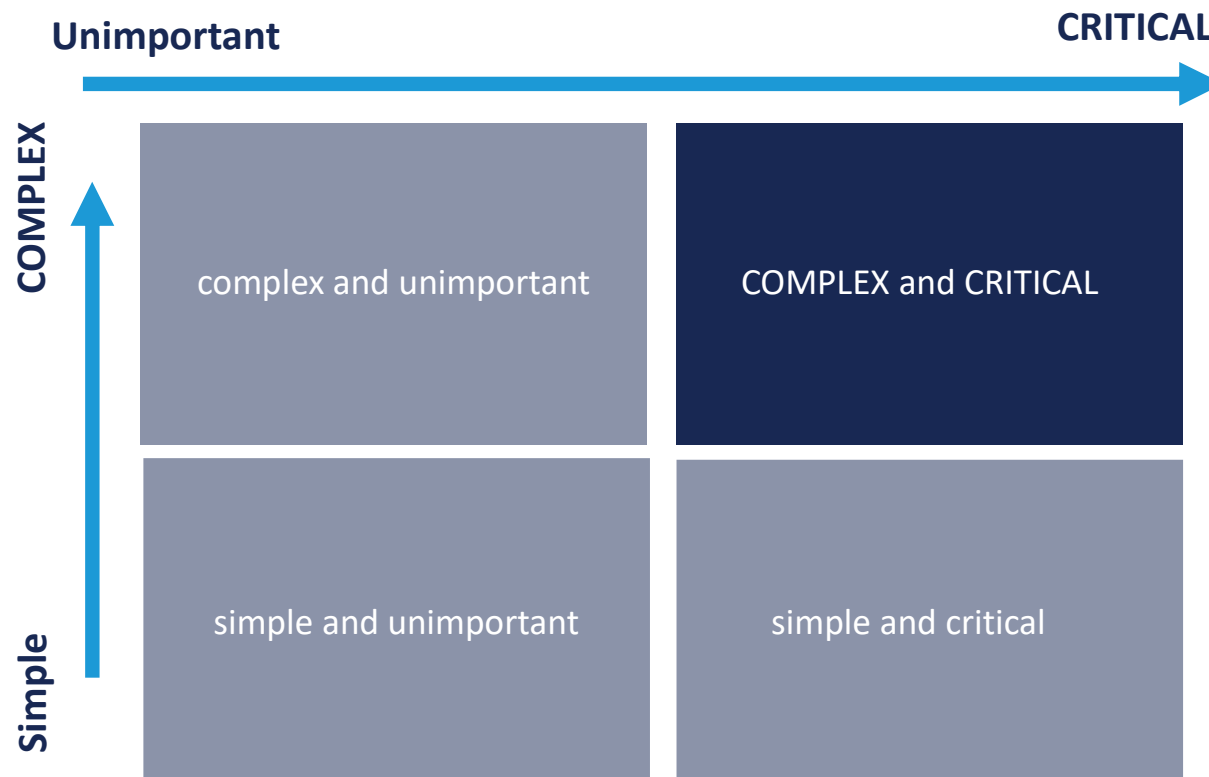 Unimportant
CRITICAL
COMPLEX
complex and unimportant
COMPLEX and CRITICAL
Simple
simple and unimportant
simple and critical